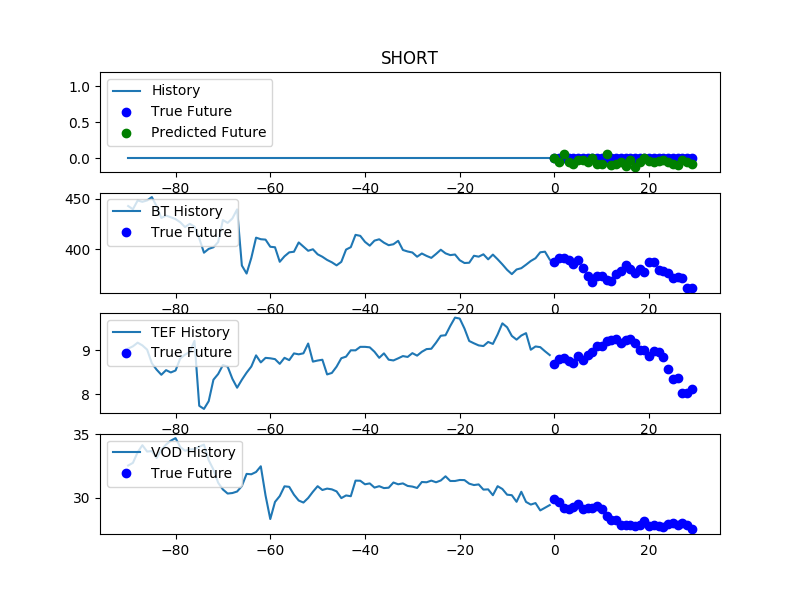 SHORT
1.0
0.5
0.0
History
True Future
Predicted Future
−80 −60 −40 −20 0 20
450
400
BT History
True Future
−80 −60 −40 −20 0 20
9
8
TEF History
True Future
−80 −60 −40 −20 0 20
35
30
VOD History
True Future
−80 −60 −40 −20 0 20